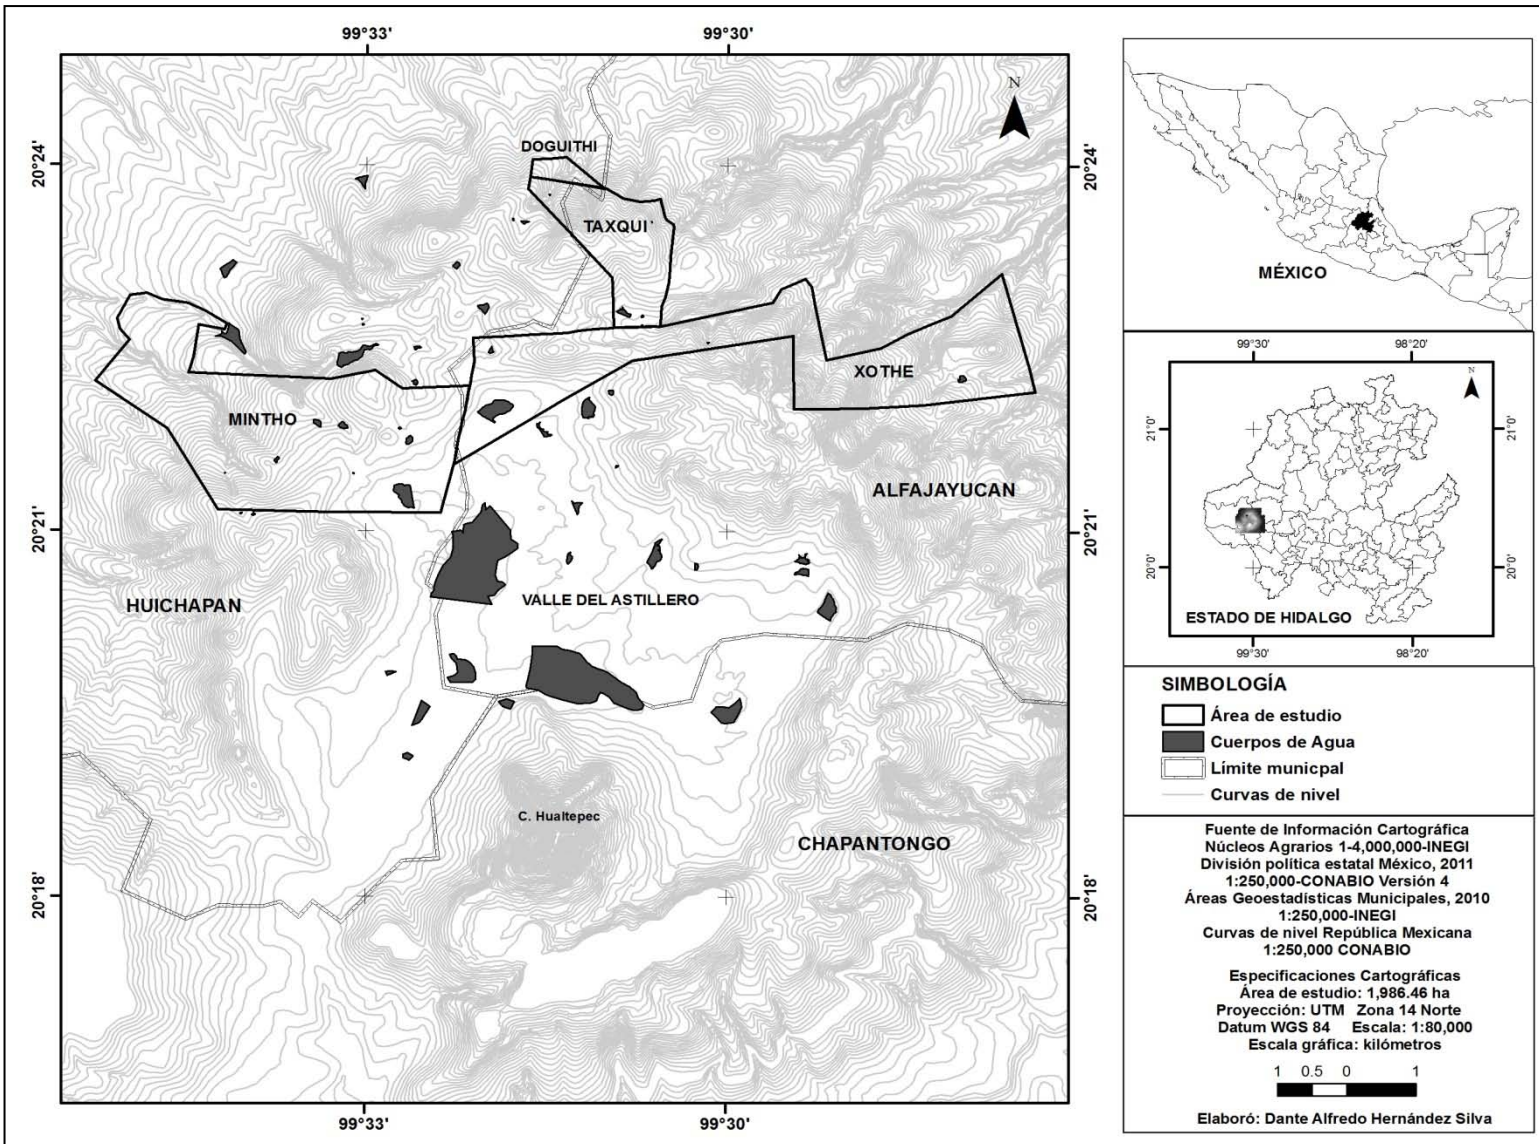 99°33'
99°30'
N
DOGUITHI
20°24'
20°24'
TAXQUI
MÉXICO
XOTHE
MINTHO
ALFAJAYUCAN
20°21'
20°21'
HUICHAPAN
VALLE DEL ASTILLERO
C. Hualtepec
CHAPANTONGO
20°18'
20°18'
99°33'
99°30'
99°30'
98°20'
N
21°0'
21°0'
20°0'
20°0'
ESTADO DE HIDALGO
99°30'
98°20'
SIMBOLOGÍA
Área de estudio
Cuerpos de Agua
Límite municpal
Curvas de nivel
Fuente de Información Cartográfica
Núcleos Agrarios 1-4,000,000-INEGI
División política estatal México, 2011
1:250,000-CONABIO Versión 4
Áreas Geoestadísticas Municipales, 2010
1:250,000-INEGI
Curvas de nivel República Mexicana
1:250,000 CONABIO
Especificaciones Cartográficas
Área de estudio: 1,986.46 ha
Proyección: UTM Zona 14 Norte
Datum WGS 84 Escala: 1:80,000
Escala gráfica: kilómetros
1 0.5 0 1
Elaboró: Dante Alfredo Hernández Silva